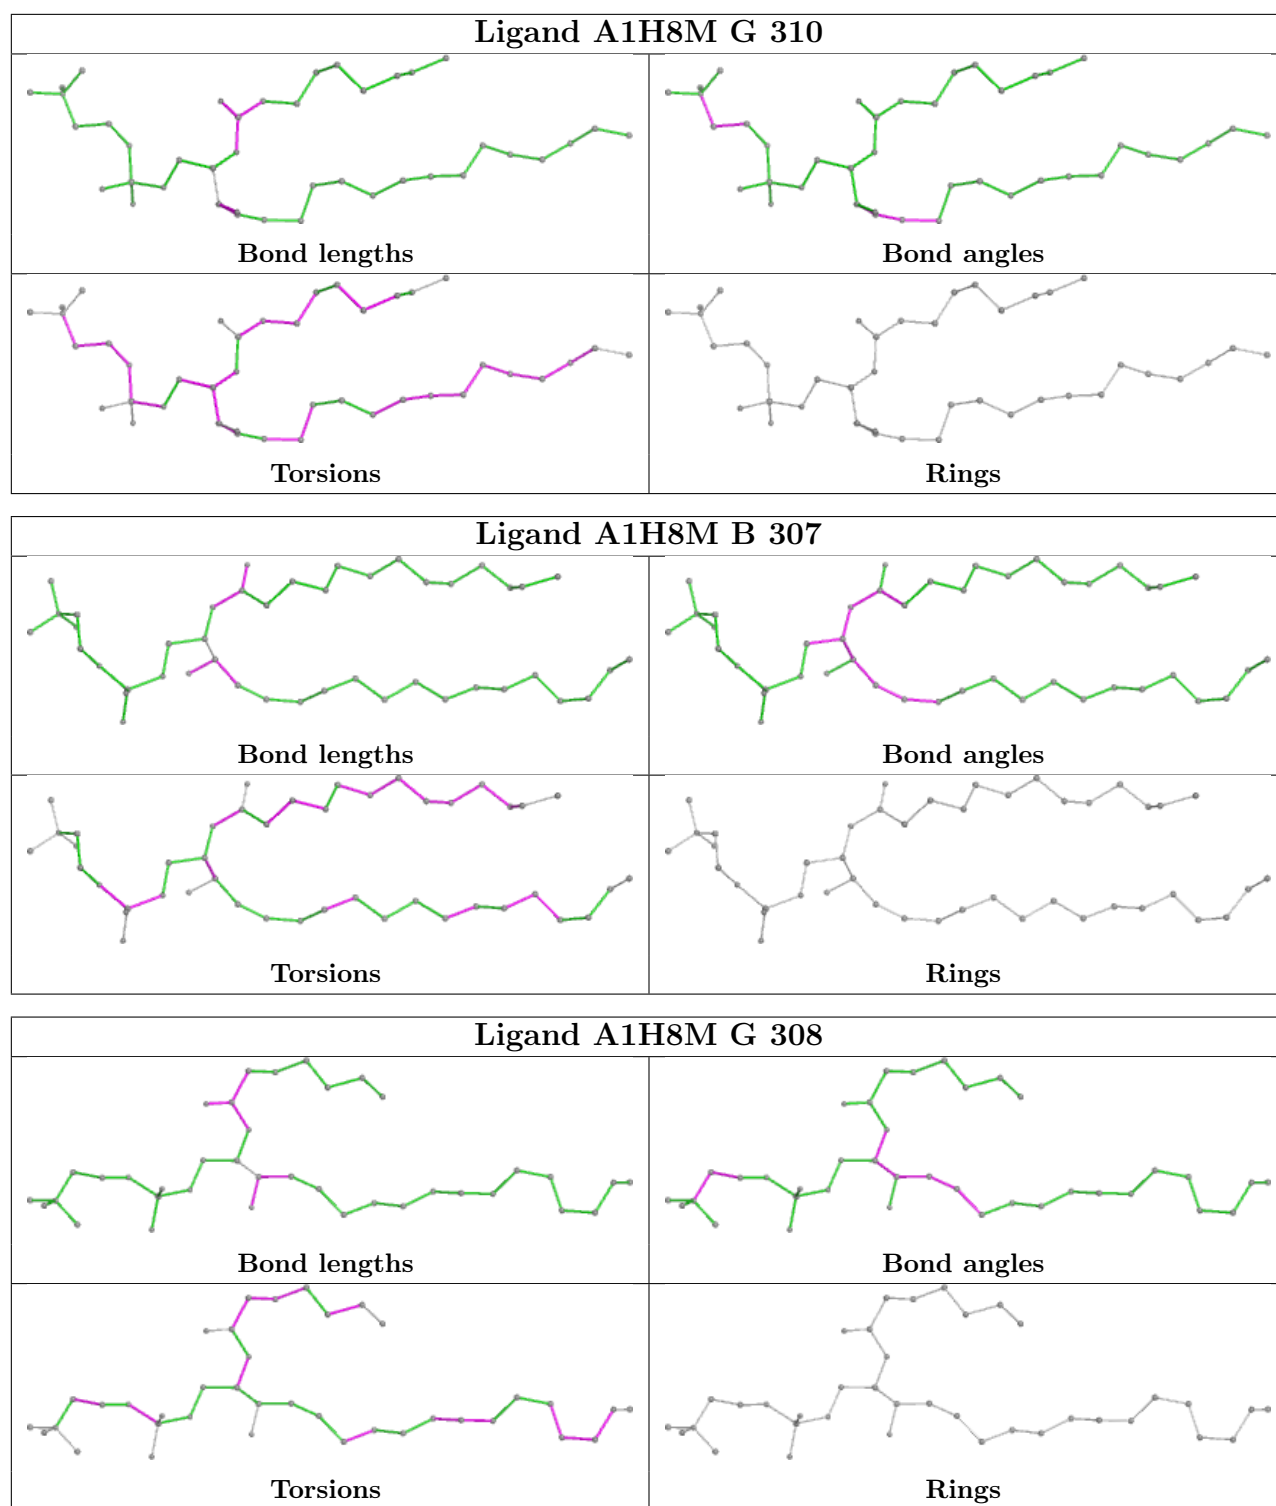 Ligand A1H8M G 310
Bond lengths
Bond angles
Torsions
Rings
Ligand A1H8M B 307
Bond lengths
Bond angles
Torsions
Rings
Ligand A1H8M G 308
Bond lengths
Bond angles
Torsions
Rings